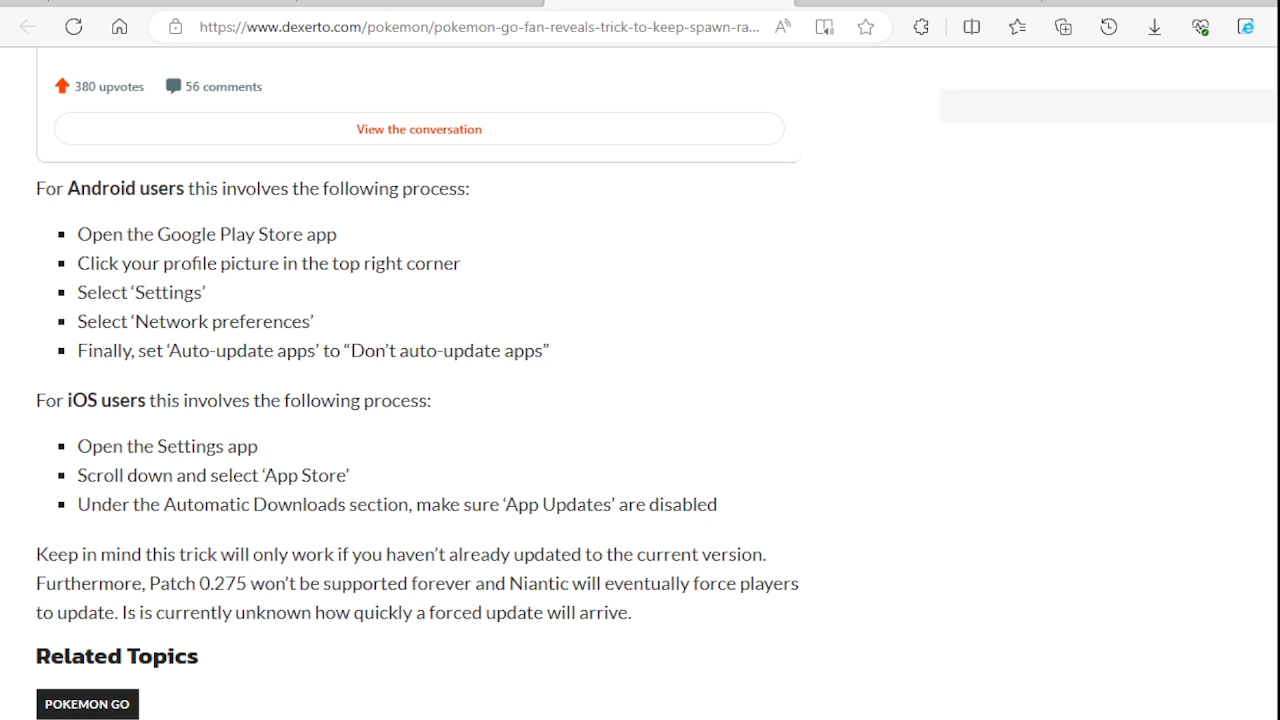 https://www.dexerto.com/pokemon/pokemon-go-fan-reveals-trick-to-keep-spawn-ra...
380 upvotes 56 comments
View the conversation
For Android users this involves the following process:
Open the Google Play Store app
Click your profile picture in the top right corner
Select ‘Settings’
Select ‘Network preferences’
Finally, set ‘Auto-update apps’ to “Don’t auto-update apps”
For iOS users this involves the following process:
Open the Settings app
Scroll down and select ‘App Store’
Under the Automatic Downloads section, make sure ‘App Updates’ are disabled
Keep in mind this trick will only work if you haven’t already updated to the current version.
Furthermore, Patch 0.275 won’t be supported forever and Niantic will eventually force players
to update. Is is currently unknown how quickly a forced update will arrive.
Related Topics
POKEMON GO